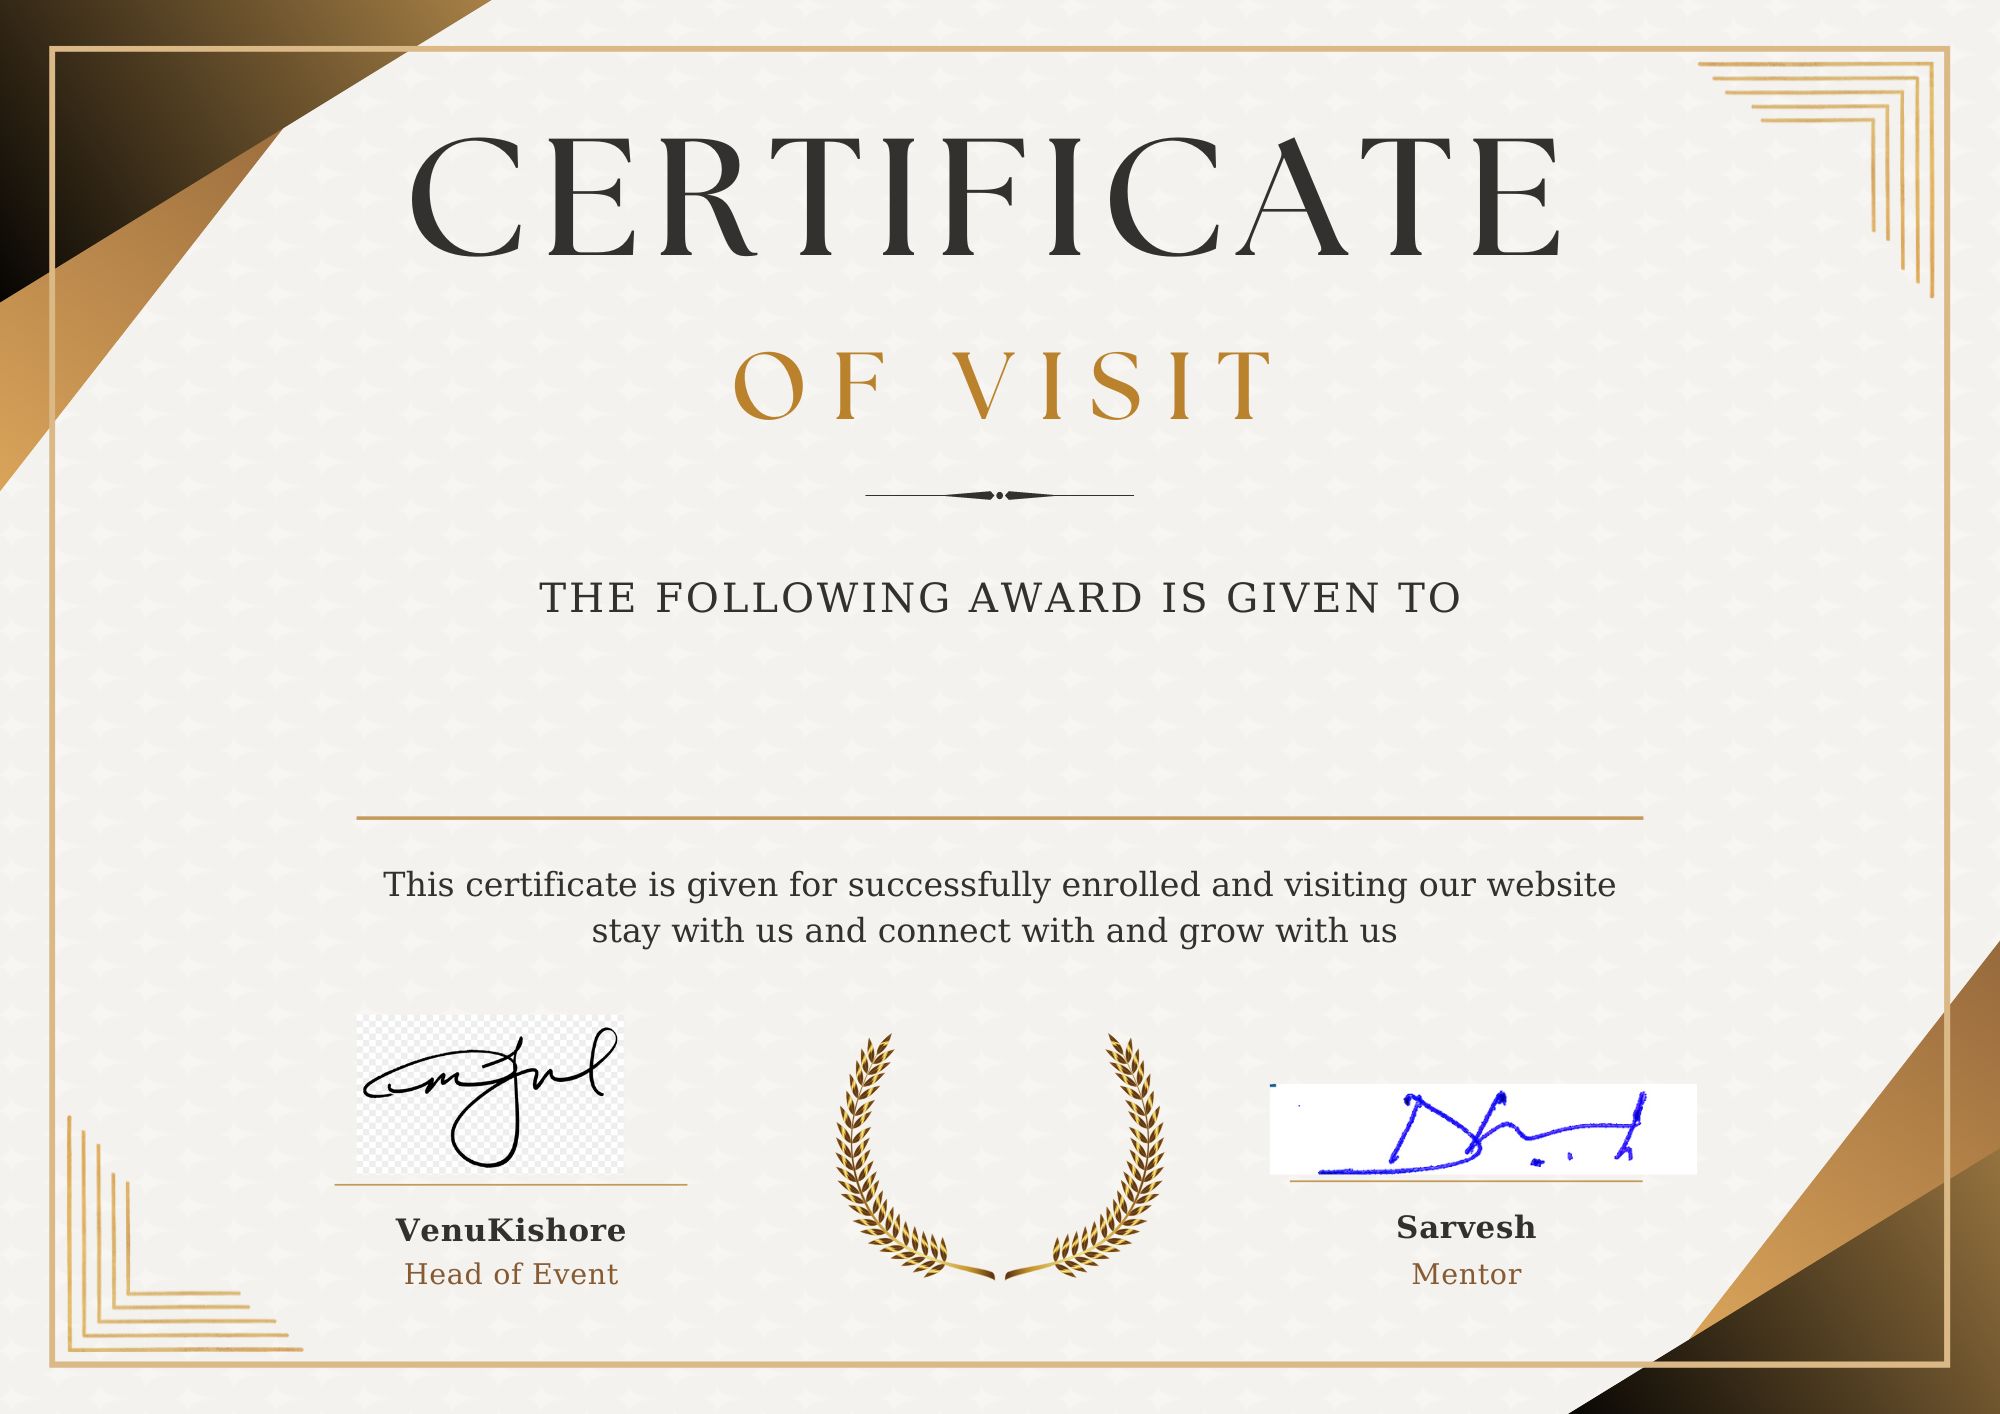 CERTIFICATE
OF VISIT
THE FOLLOWING AWARD IS GIVEN TO
This certificate is given for successfully enrolled and visiting our website
stay with us and connect with and grow with us
VenuKishore
Head of Event
Sarvesh
Mentor